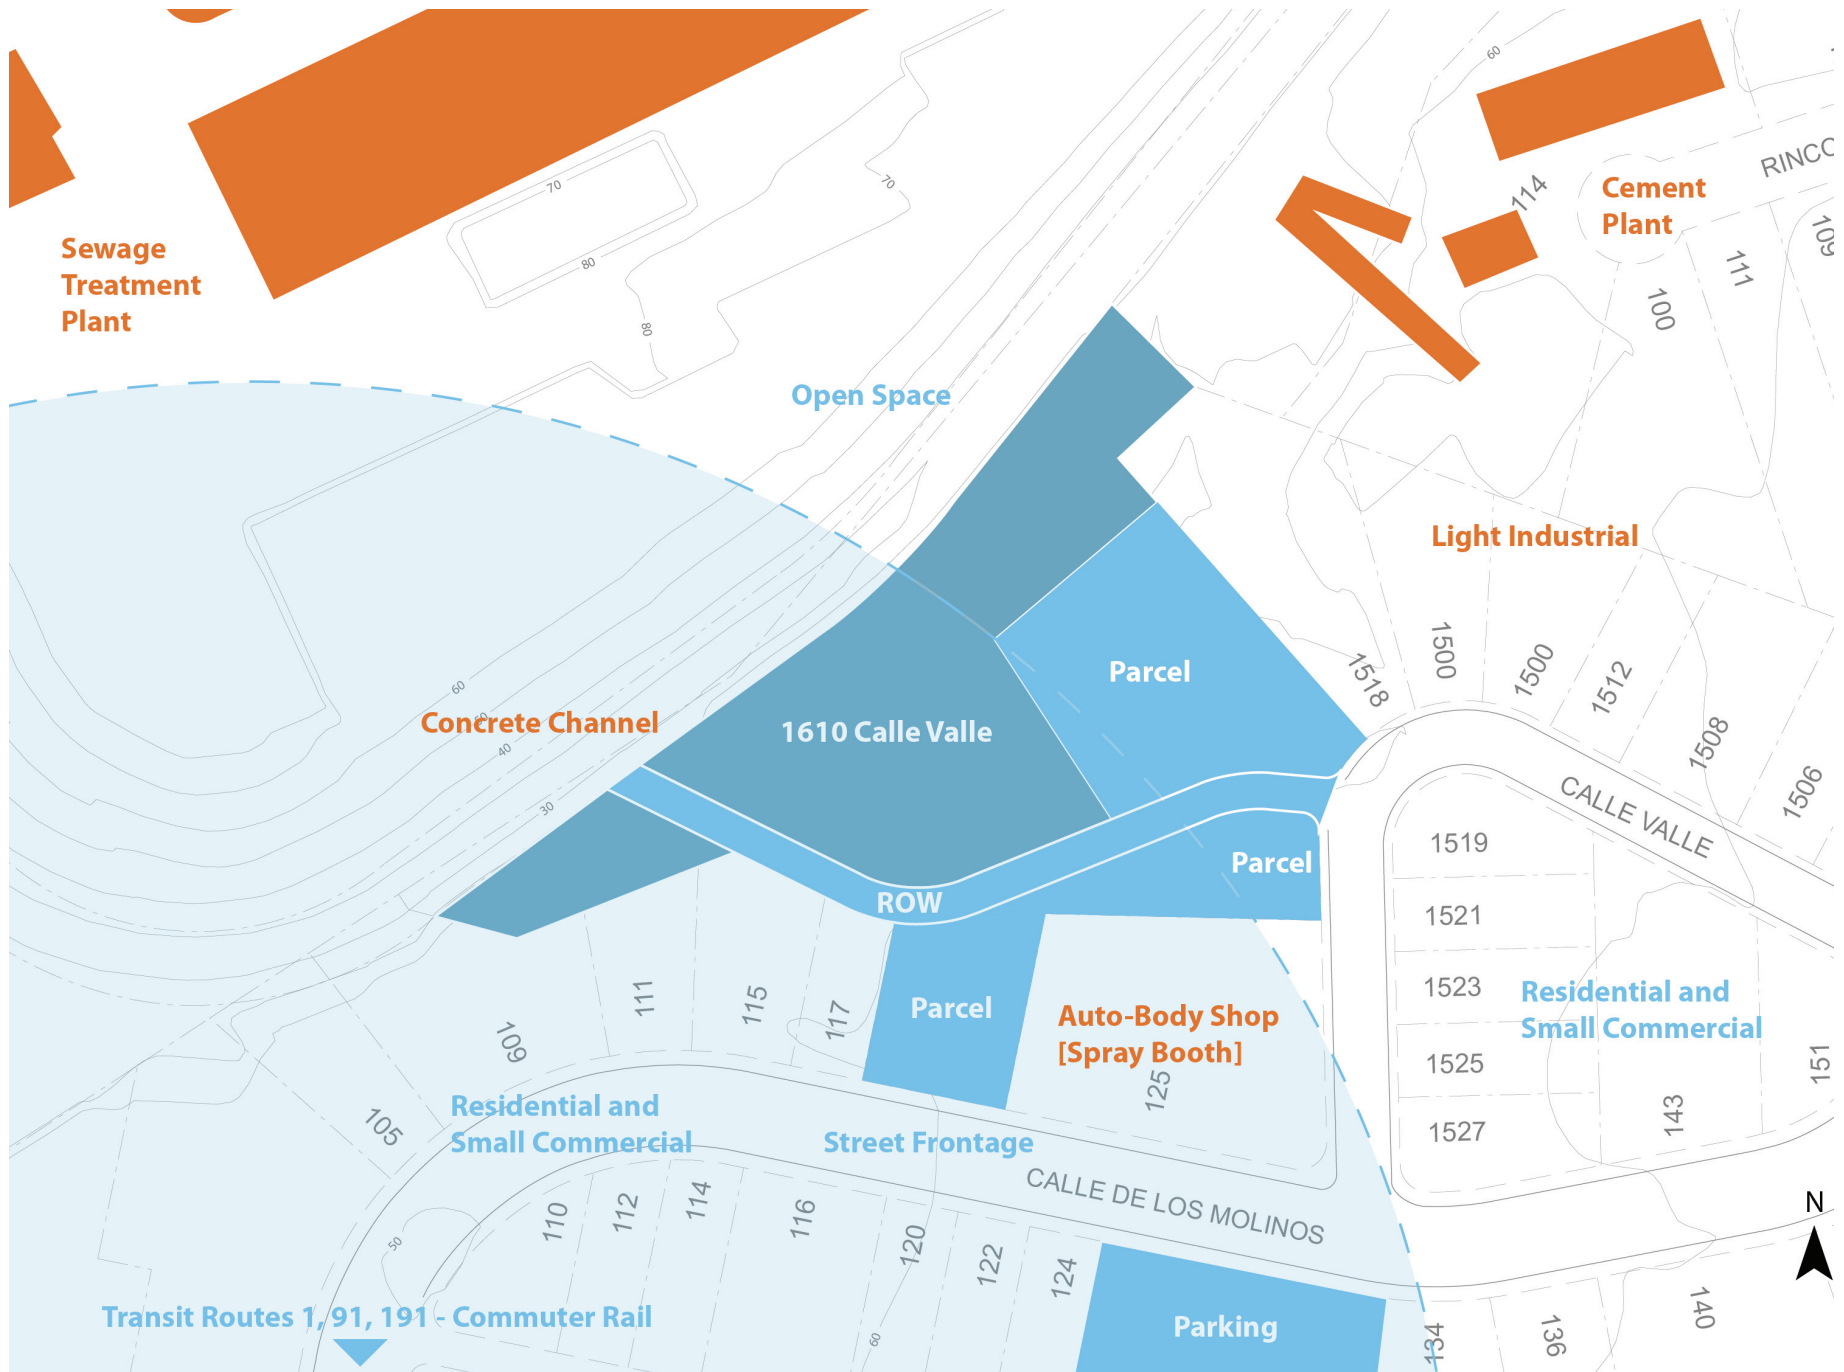 60
RINCO
114
Cement
Plant
109
111
100
70
70
80
80
Sewage
Treatment
Plant
Open Space
Light Industrial
1500
1500
1518
1512
1508
1506
Parcel
60
50
40
30
Concrete Channel
1610 Calle Valle
CALLE VALLE
1519
Parcel
ROW
1521
1523
Residential and
Small Commercial
1525
1527
143
151
111
115
117
109
105
Parcel
Auto-Body Shop
[Spray Booth]
125
Residential and
Small Commercial
Street Frontage
CALLE DE LOS MOLINOS
N
110
112
114
116
120
122
124
50
60
Transit Routes 1, 91, 191 - Commuter Rail
Parking
134
136
140